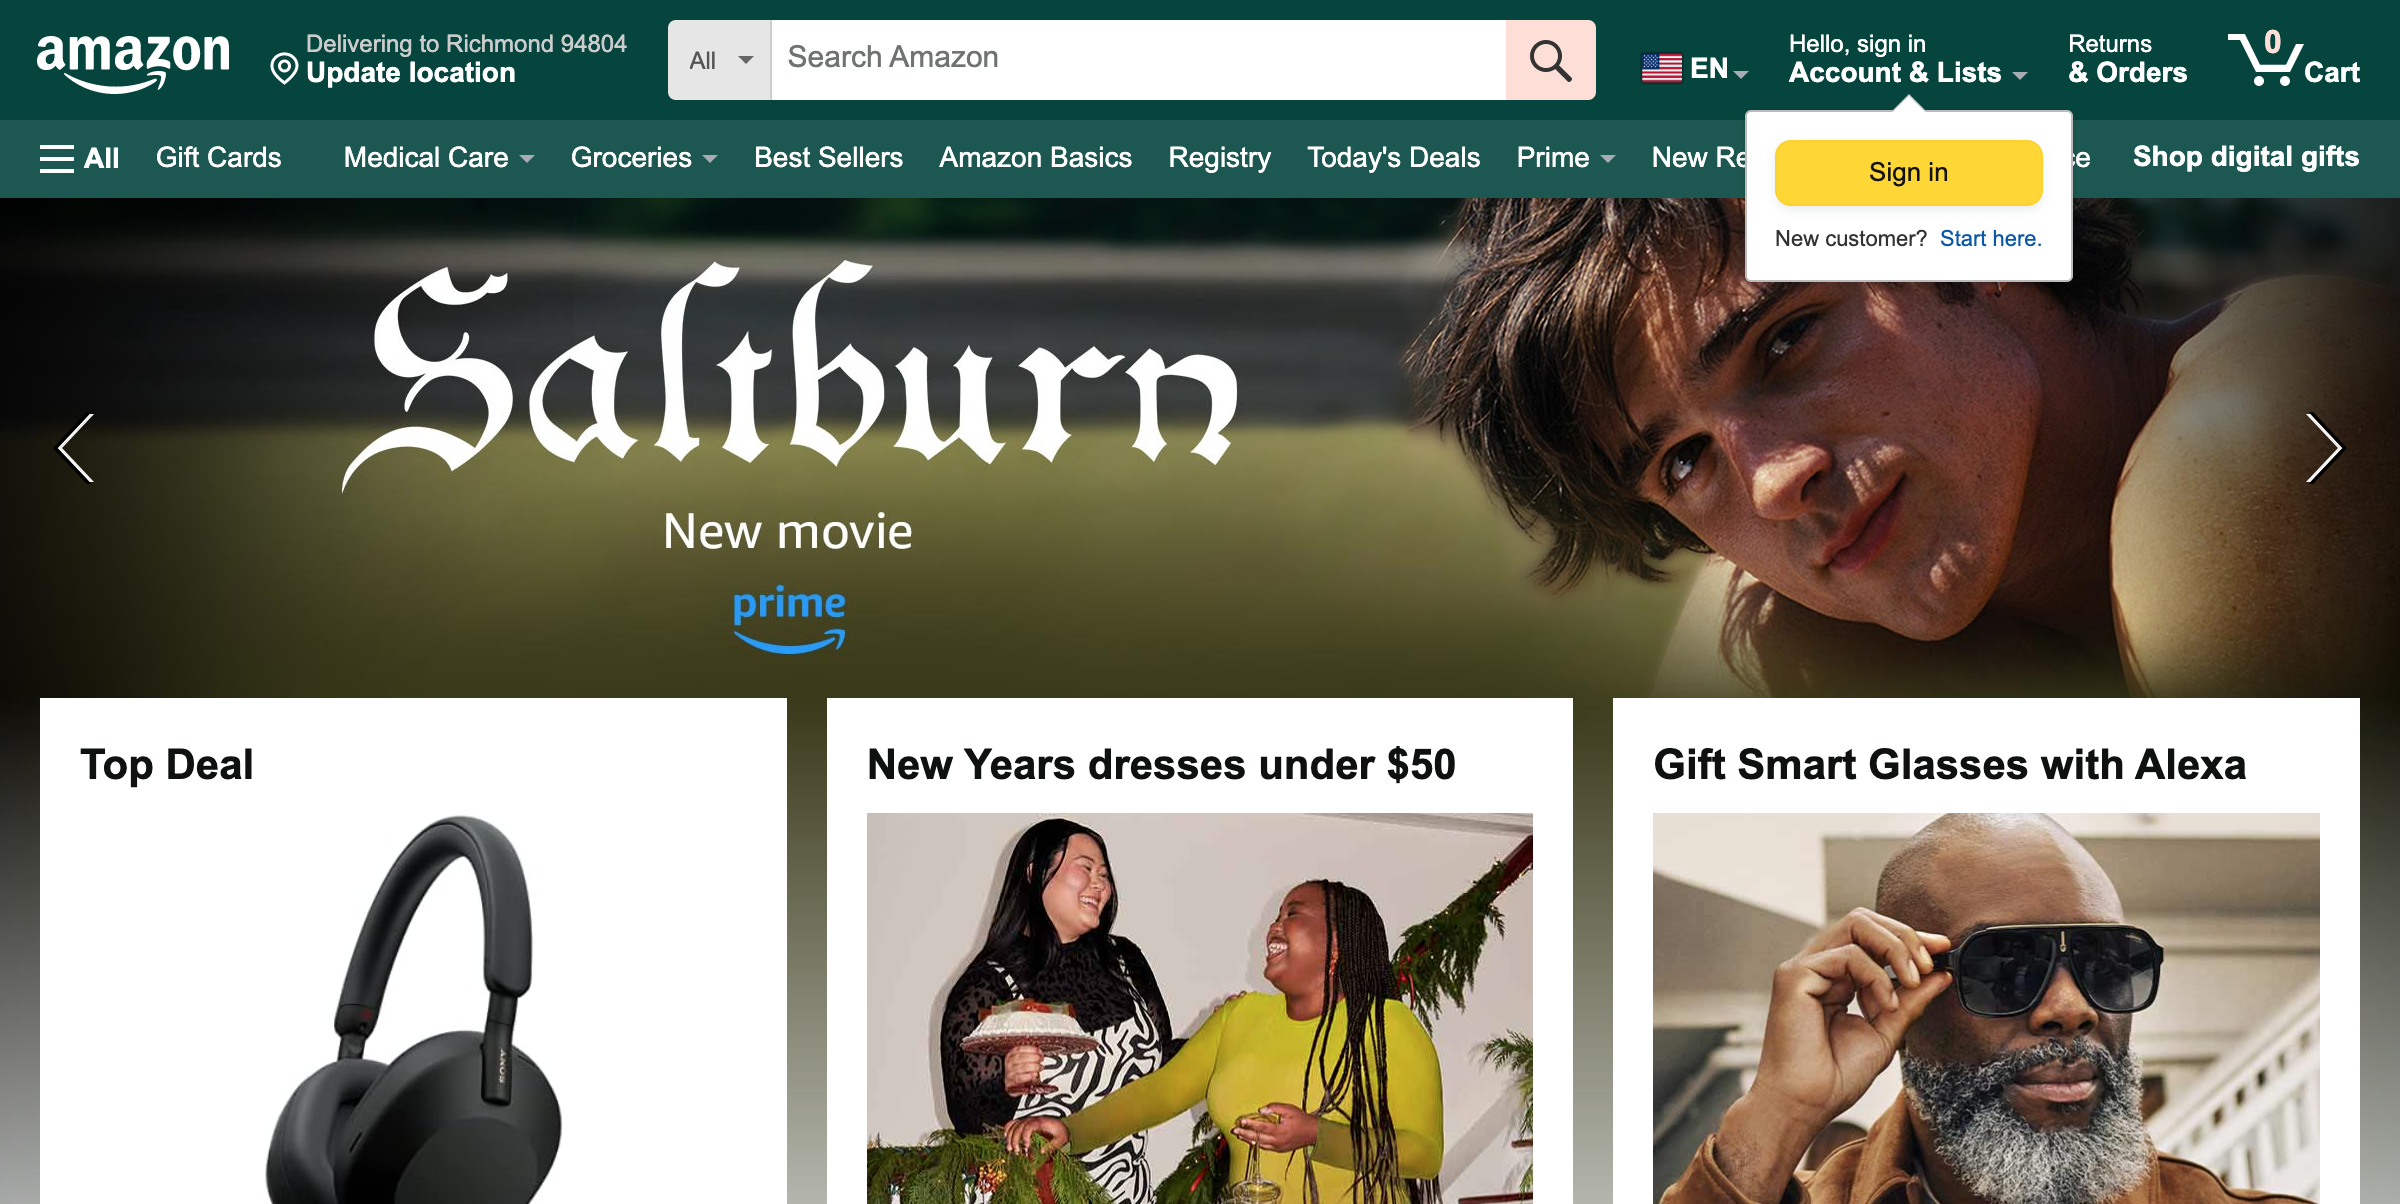 amazon
Delivering to Richmond 94804
Update location
All
Search Amazon
EN
Hello, sign in
Account & Lists
Returns
& Orders
0
Cart
All
Gift Cards
Medical Care
Groceries
Best Sellers
Amazon Basics
Registry
Today's Deals
Prime
New Re
Shop digital gifts
Sign in
New customer? Start here.
Saltburn
New movie
prime
Top Deal
New Years dresses under $50
Gift Smart Glasses with Alexa
SONY